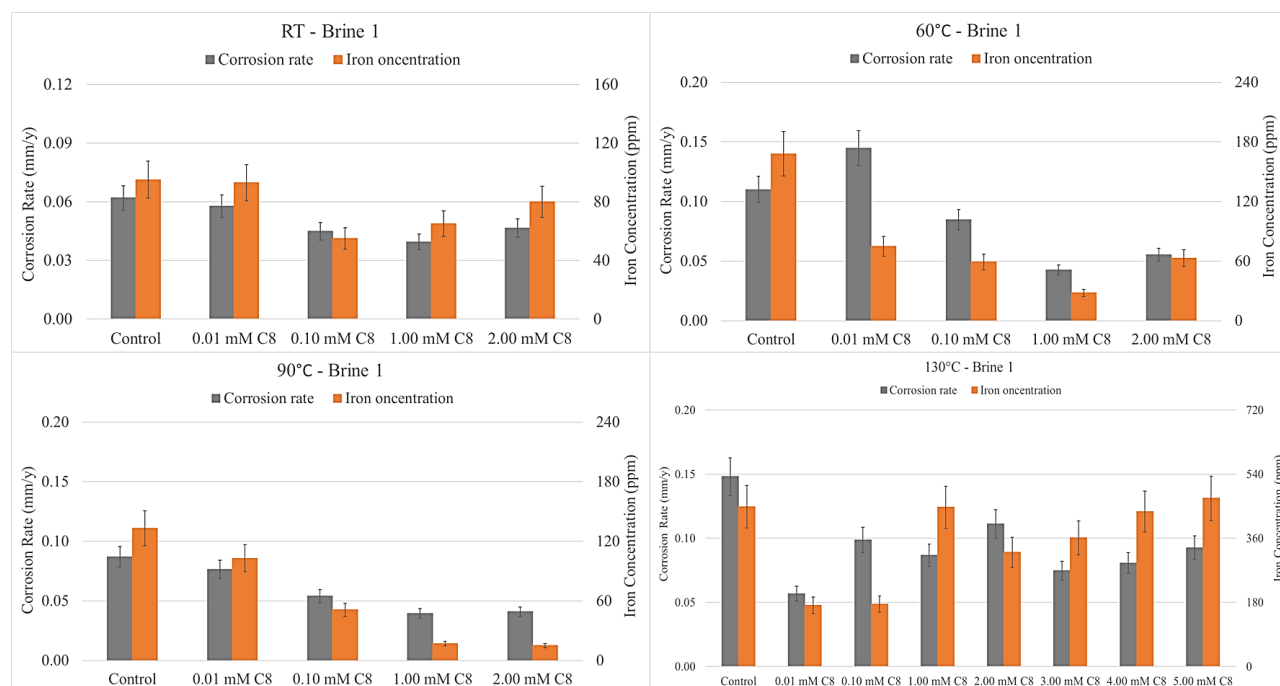 RT - Brine 1
Corrosion rate Iron oncentration
Corrosion Rate (mm/y)
0.12
0.09
0.06
0.03
0.00
160
120
80
40
0
Iron Concentration (ppm)
Control 0.01 mM C8 0.10 mM C8 1.00 mM C8 2.00 mM C8
60°C - Brine 1
Corrosion rate Iron oncentration
Corrosion Rate (mm/y)
0.20
0.15
0.10
0.05
0.00
240
180
120
60
0
Iron Concentration (ppm)
Control 0.01 mM C8 0.10 mM C8 1.00 mM C8 2.00 mM C8
90°C - Brine 1
Corrosion rate Iron oncentration
Corrosion Rate (mm/y)
0.20
0.15
0.10
0.05
0.00
240
180
120
60
0
Iron Concentration (ppm)
Control 0.01 mM C8 0.10 mM C8 1.00 mM C8 2.00 mM C8
130°C - Brine 1
Corrosion rate Iron oncentration
Corrosion Rate (mm/y)
0.20
0.15
0.10
0.05
0.00
720
540
360
180
0
Iron Concentration (ppm)
Control 0.01 mM C8 0.10 mM C8 1.00 mM C8 2.00 mM C8 3.00 mM C8 4.00 mM C8 5.00 mM C8